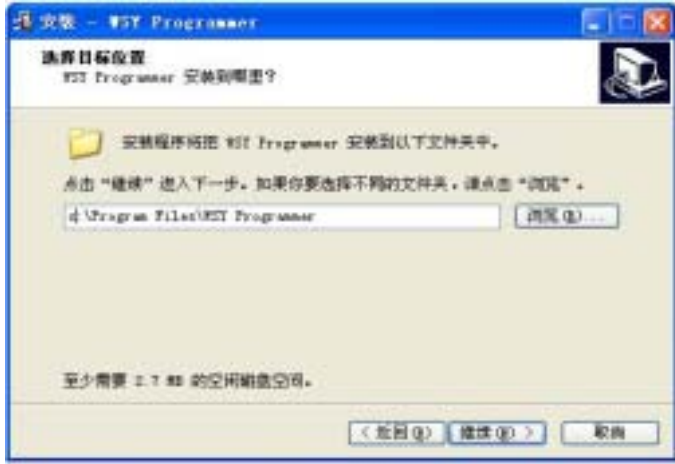 安装 - WSY Programmer
选择目标位置
WSY Programmer 安装到哪里?
安装程序将把 WSY Programmer 安装到以下文件夹中。
点击“继续”进入下一步。如果你要选择不同的文件夹，请点击“浏览”。
d:\Program Files\WSY Programmer
浏览(R)...
至少需要 2.7 MB 的空闲磁盘空间。
< 返回(B) 继续(N) > 取消